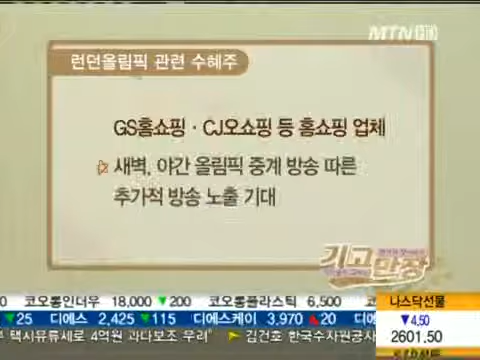 MTN HD
런던올림픽 관련 수혜주
GS홈쇼핑·CJ오쇼핑 등 홈쇼핑 업체
새벽, 야간 올림픽 중계 방송 따른
추가적 방송 노출 기대
기고만장
0 코오롱인더우 18,000 ▼200 코오롱플라스틱 6,500
▼25 디에스 2,425 ▼115 디에스케이 3,970 ▲20
택시유류세로 4억원 과다보조 우려" 김건호 한국수자원공사
나스닥선물
▼4.50
2601.50